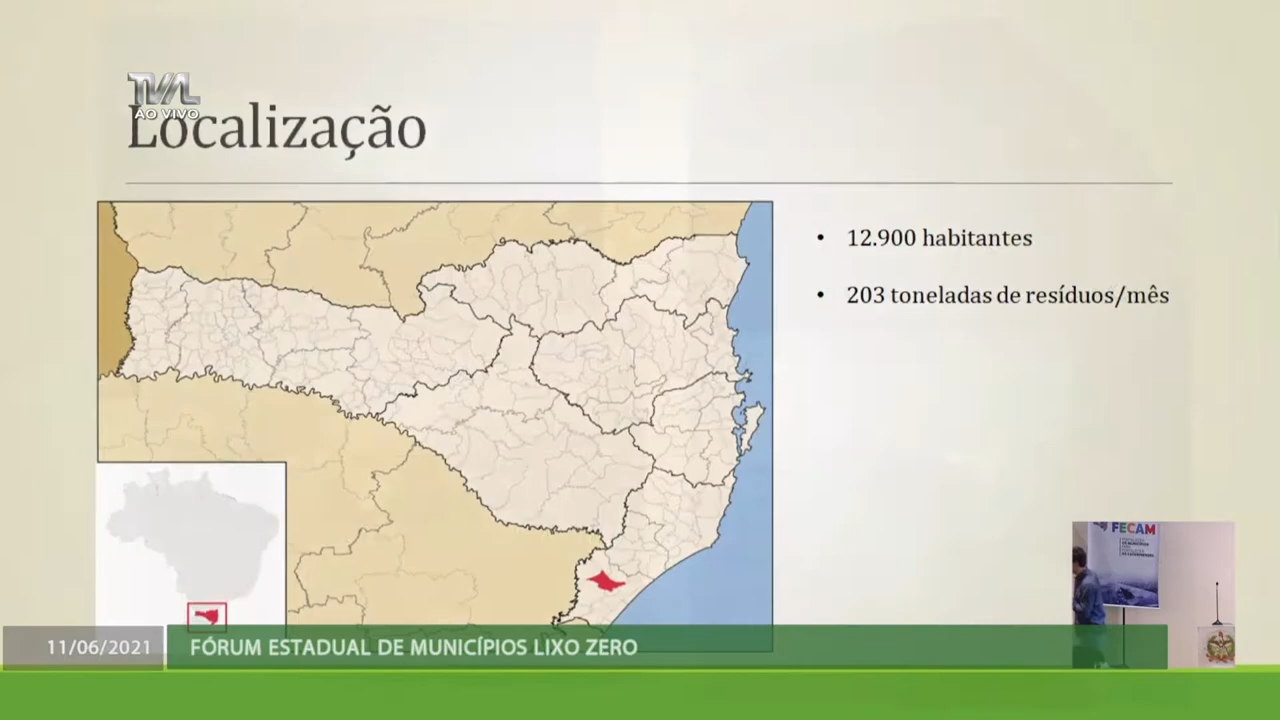 TVAL
AO VIVO
Localização
• 12.900 habitantes
• 203 toneladas de resíduos/mês
FECAM
11/06/2021
FÓRUM ESTADUAL DE MUNICÍPIOS LIXO ZERO